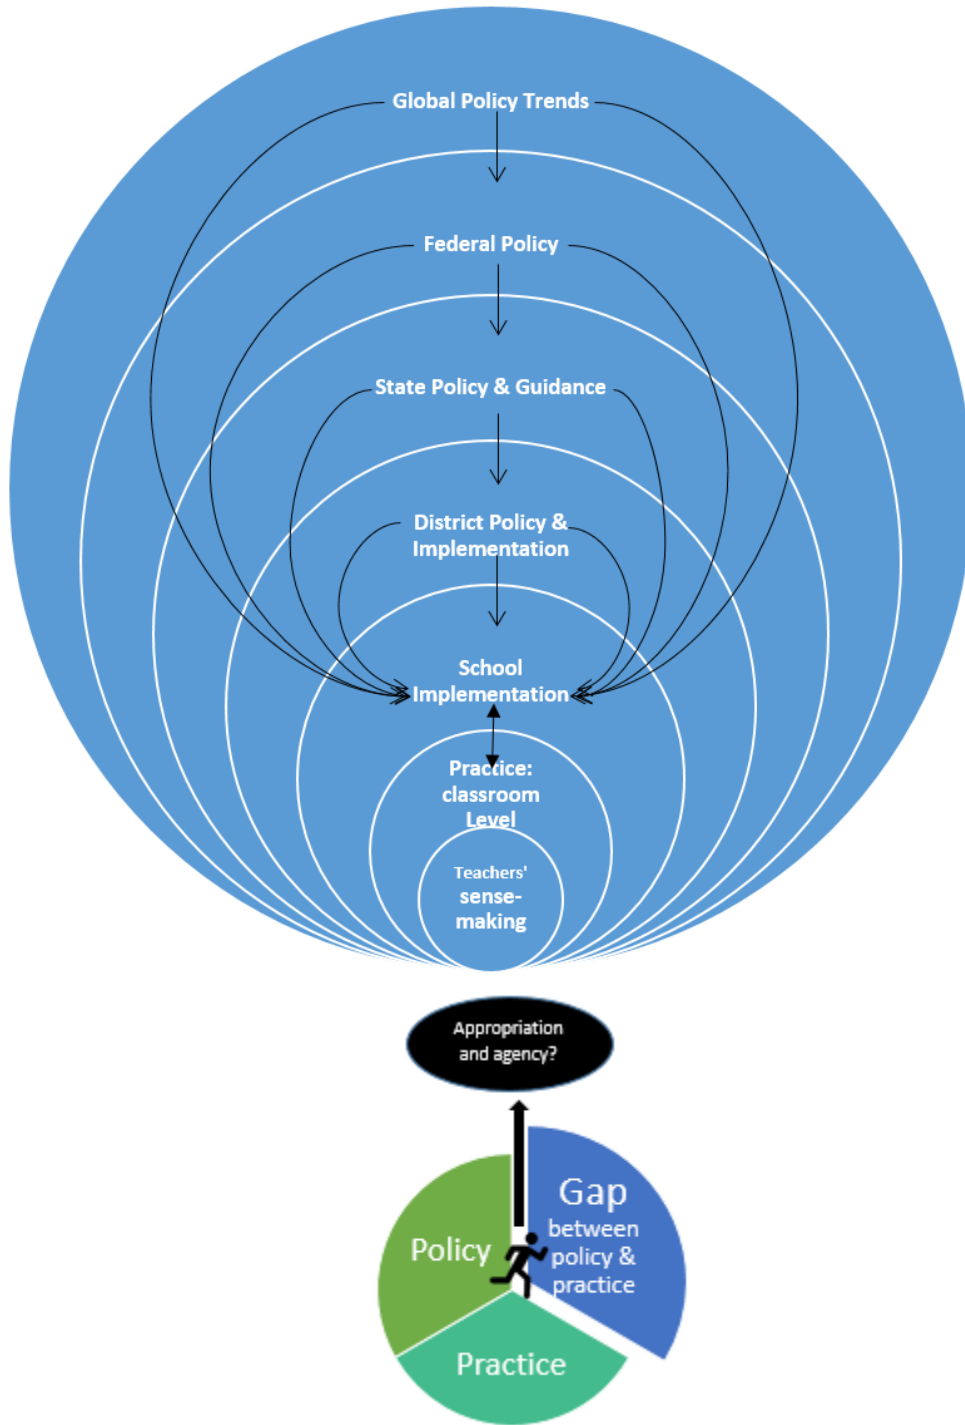 Global Policy Trends
Federal Policy
State Policy & Guidance
District Policy &
Implementation
School
Implementation
Practice:
classroom
Level
Teachers'
sense-
making
Appropriation
and agency?
Gap
between
policy &
practice
Policy
Practice